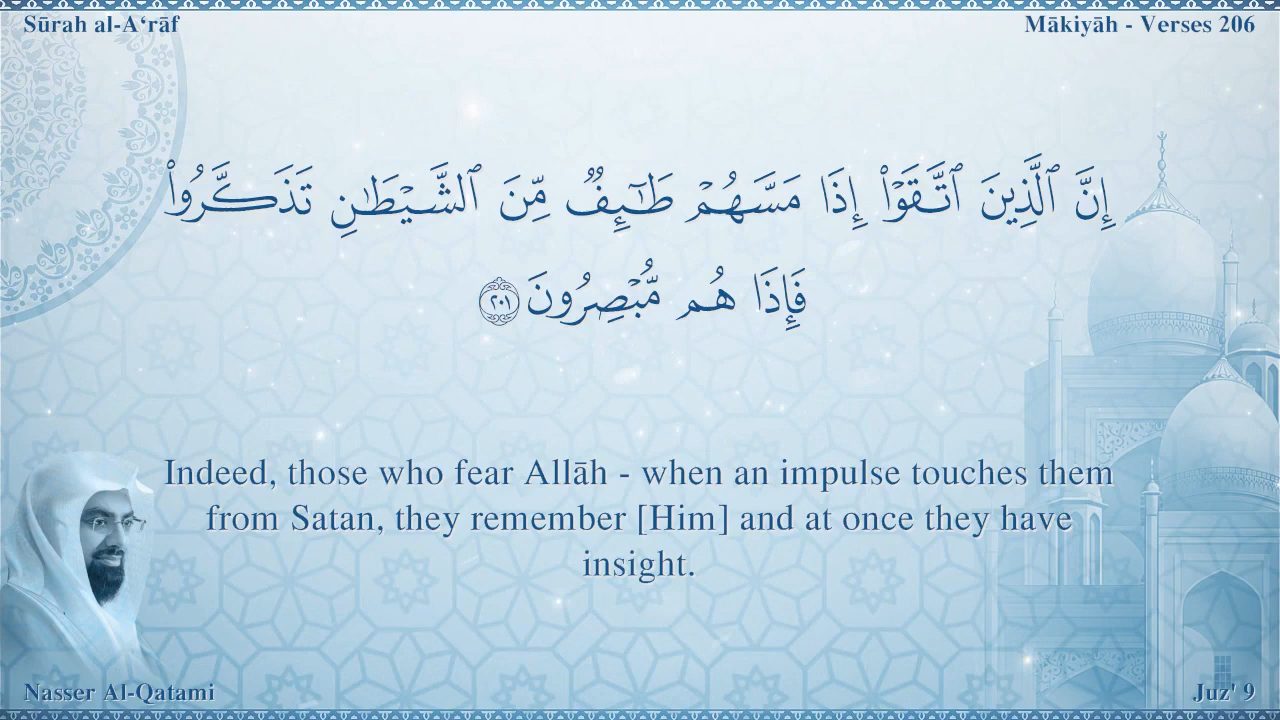 Sūrah al-A‘rāf
Mākiyāh - Verses 206
إِنَّ ٱلَّذِينَ ٱتَّقَوْا۟ إِذَا مَسَّهُمْ طَـٰٓئِفٌ مِّنَ ٱلشَّيْطَـٰنِ تَذَكَّرُوا۟
فَإِذَا هُم مُّبْصِرُونَ ٢٠١
Indeed, those who fear Allāh - when an impulse touches them
from Satan, they remember [Him] and at once they have
insight.
Nasser Al-Qatami
Juz' 9